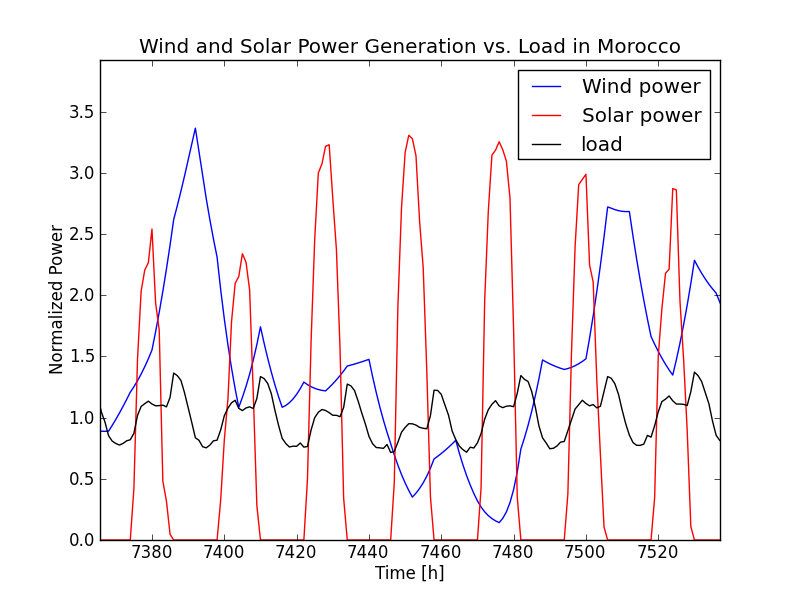 Wind and Solar Power Generation vs. Load in Morocco
Wind power
Solar power
load
Normalized Power
3.5
3.0
2.5
2.0
1.5
1.0
0.5
0.0
7380 7400 7420 7440 7460 7480 7500 7520
Time [h]